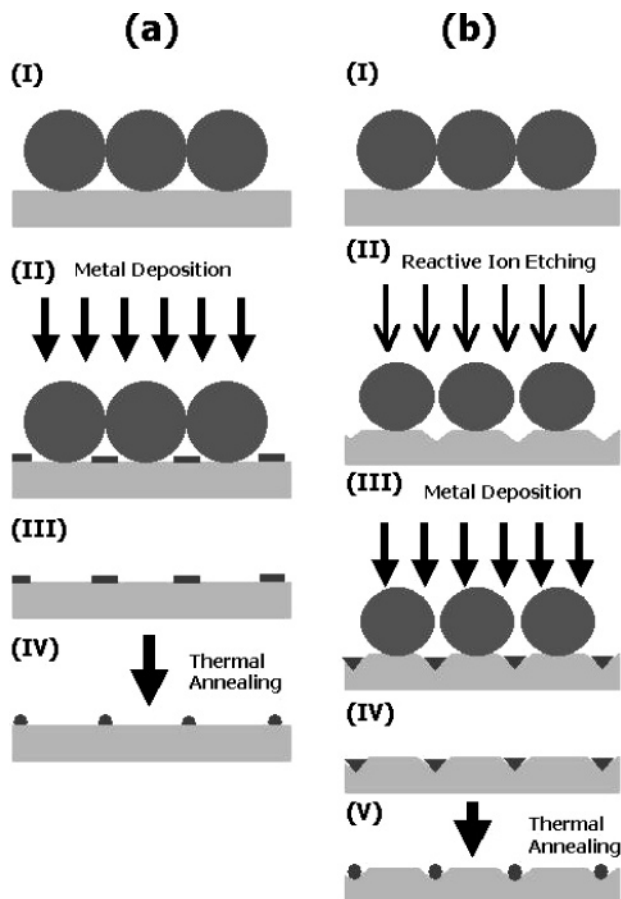 (a)
(I)
(II) Metal Deposition
(III)
(IV)
Thermal
Annealing
(b)
(I)
(II)
Reactive Ion Etching
(III)
Metal Deposition
(IV)
(V)
Thermal
Annealing